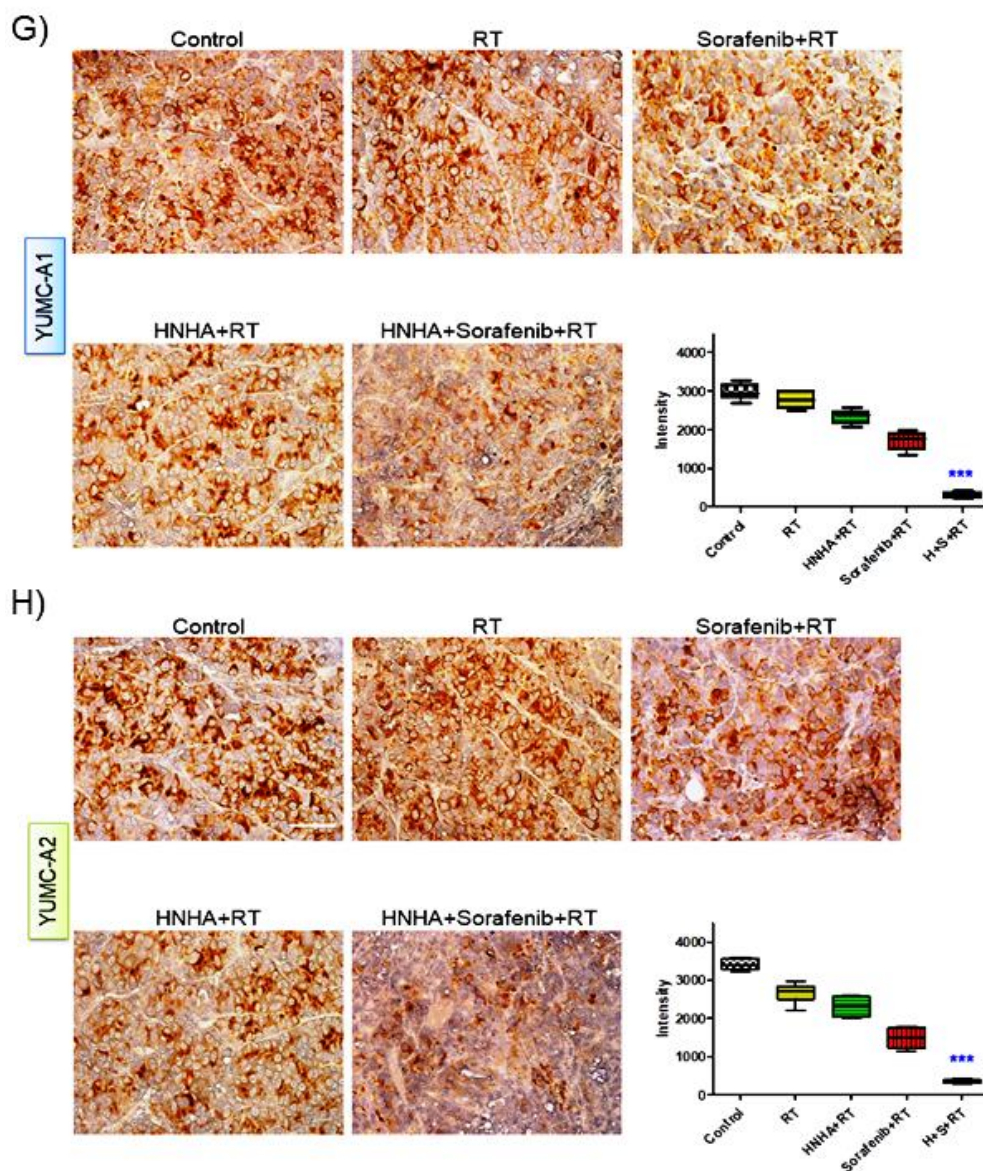 G)
Control
RT
Sorafenib+RT
YUMC-A1
HNHA+RT
HNHA+Sorafenib+RT
4000
3000
2000
1000
0
Intensity
***
Control
RT
HNHA+RT
Sorafenib+RT
H+S+RT
H)
Control
RT
Sorafenib+RT
YUMC-A2
HNHA+RT
HNHA+Sorafenib+RT
4000
3000
2000
1000
0
Intensity
***
Control
RT
HNHA+RT
Sorafenib+RT
H+S+RT